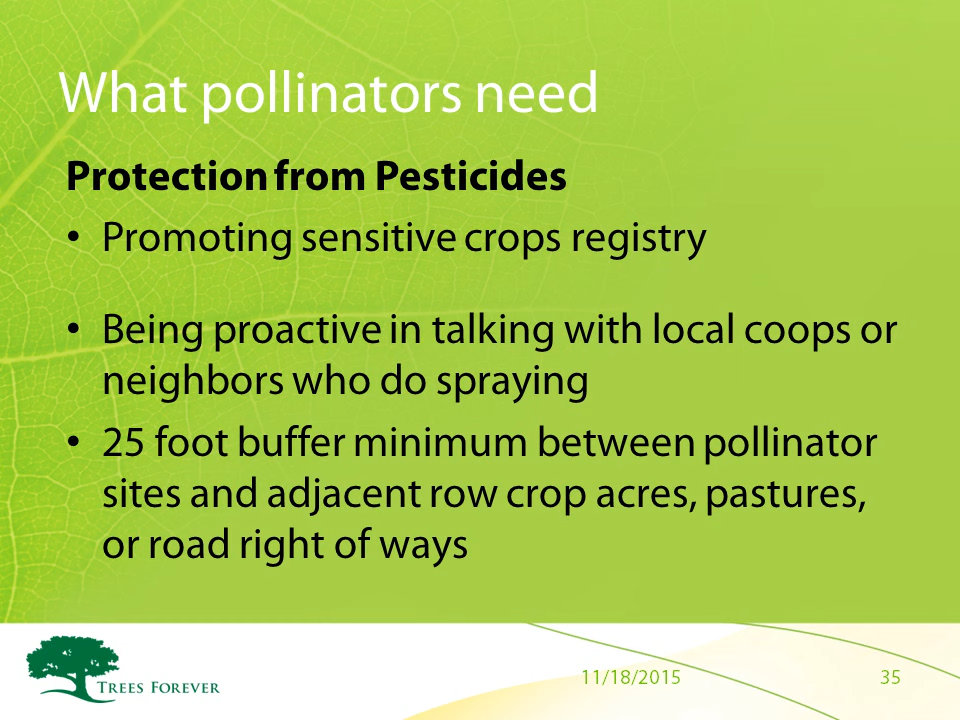 What pollinators need
Protection from Pesticides
• Promoting sensitive crops registry
• Being proactive in talking with local coops or
neighbors who do spraying
• 25 foot buffer minimum between pollinator
sites and adjacent row crop acres, pastures,
or road right of ways
TREES FOREVER
11/18/2015
35